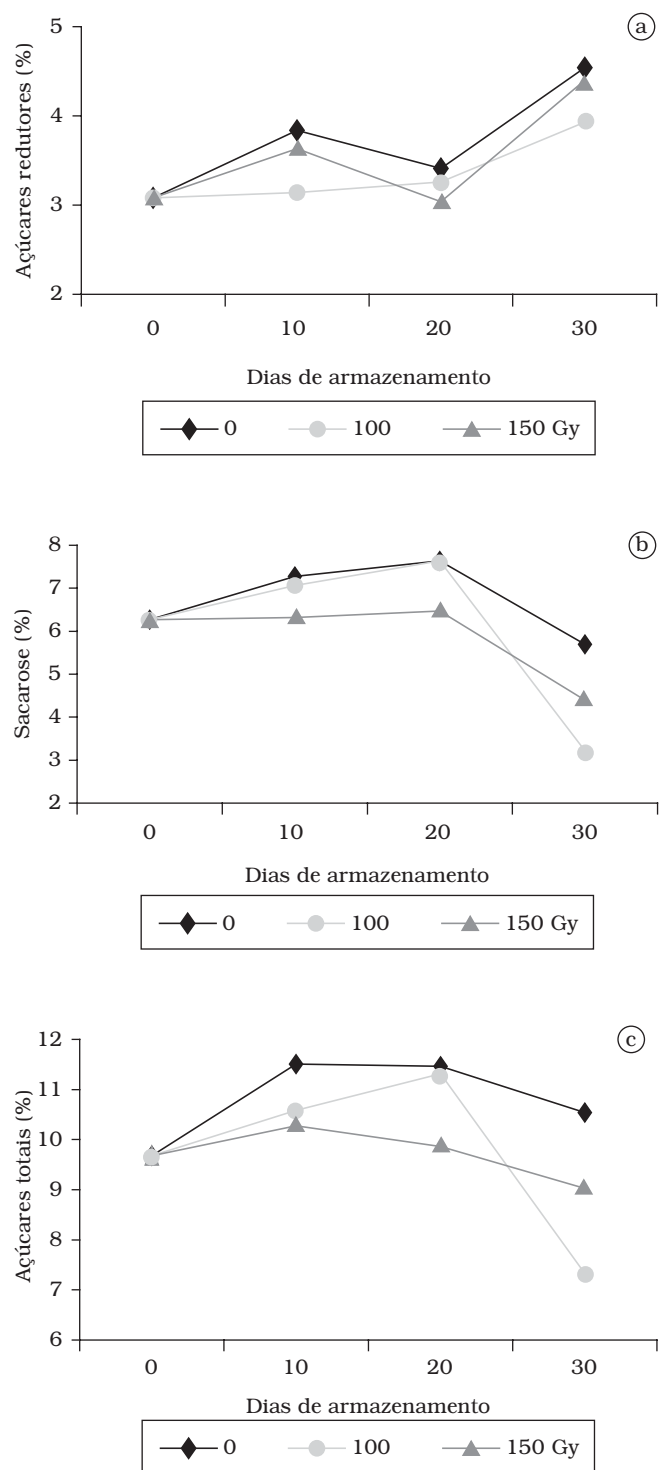 a
Açúcares redutores (%)
5
4
3
2
0 10 20 30
Dias de armazenamento
0 100 150 Gy
b
Sacarose (%)
8
7
6
5
4
3
2
0 10 20 30
Dias de armazenamento
0 100 150 Gy
c
Açúcares totais (%)
12
11
10
9
8
7
6
0 10 20 30
Dias de armazenamento
0 100 150 Gy